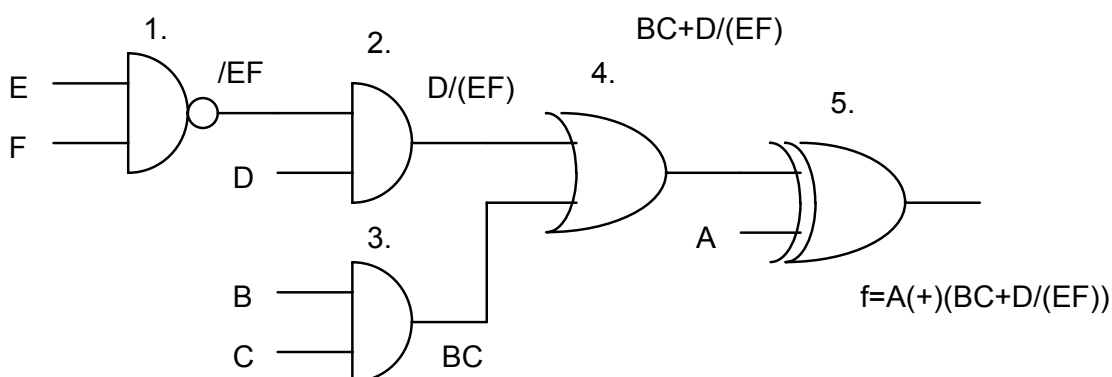 BC+D/(EF)
1.
2.
4.
/EF
D/(EF)
5.
E
F
D
3.
A
B
f=A(+)(BC+D/(EF))
C
BC